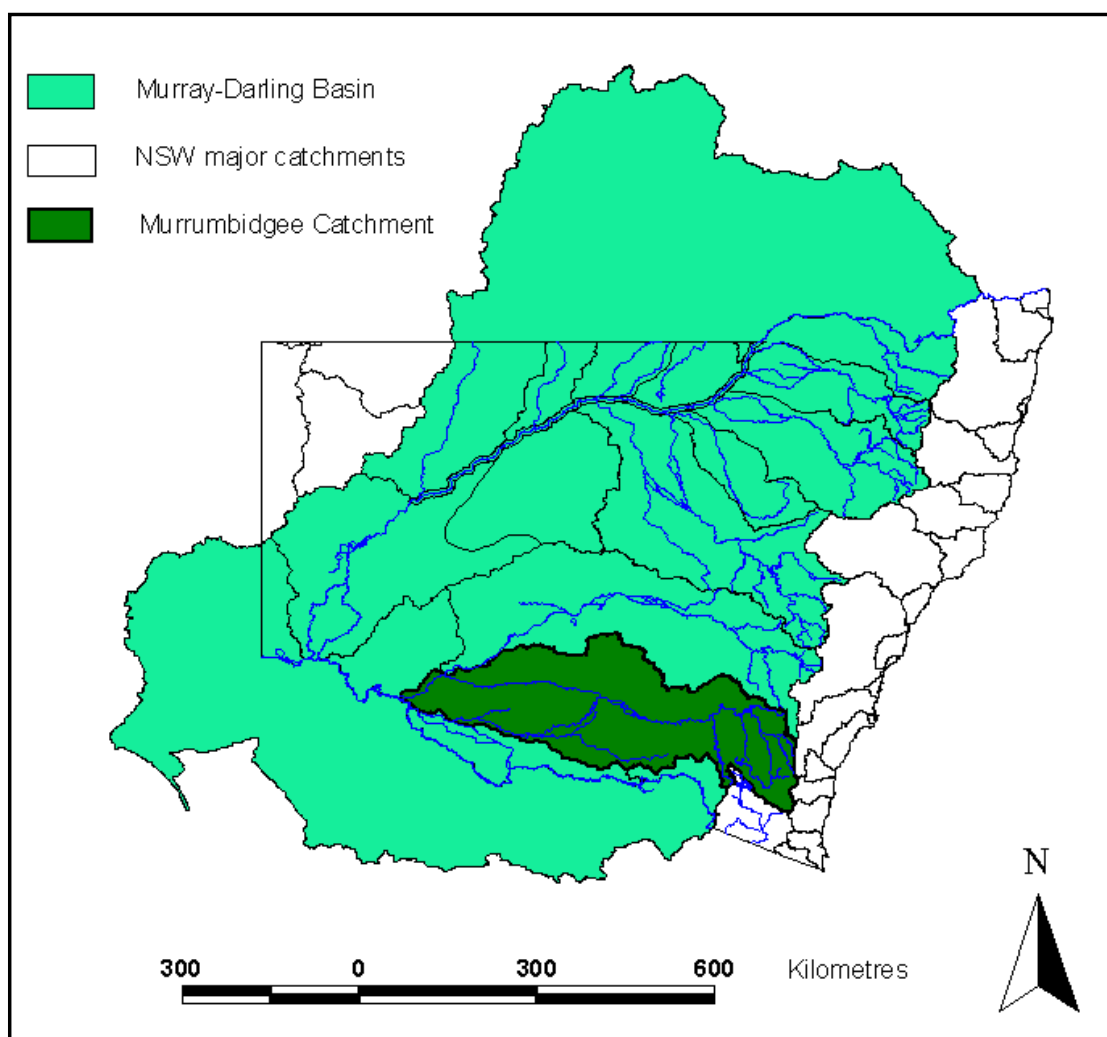 Murray-Darling Basin
NSW major catchments
Murrumbidgee Catchment
N
300 0 300 600 Kilometres